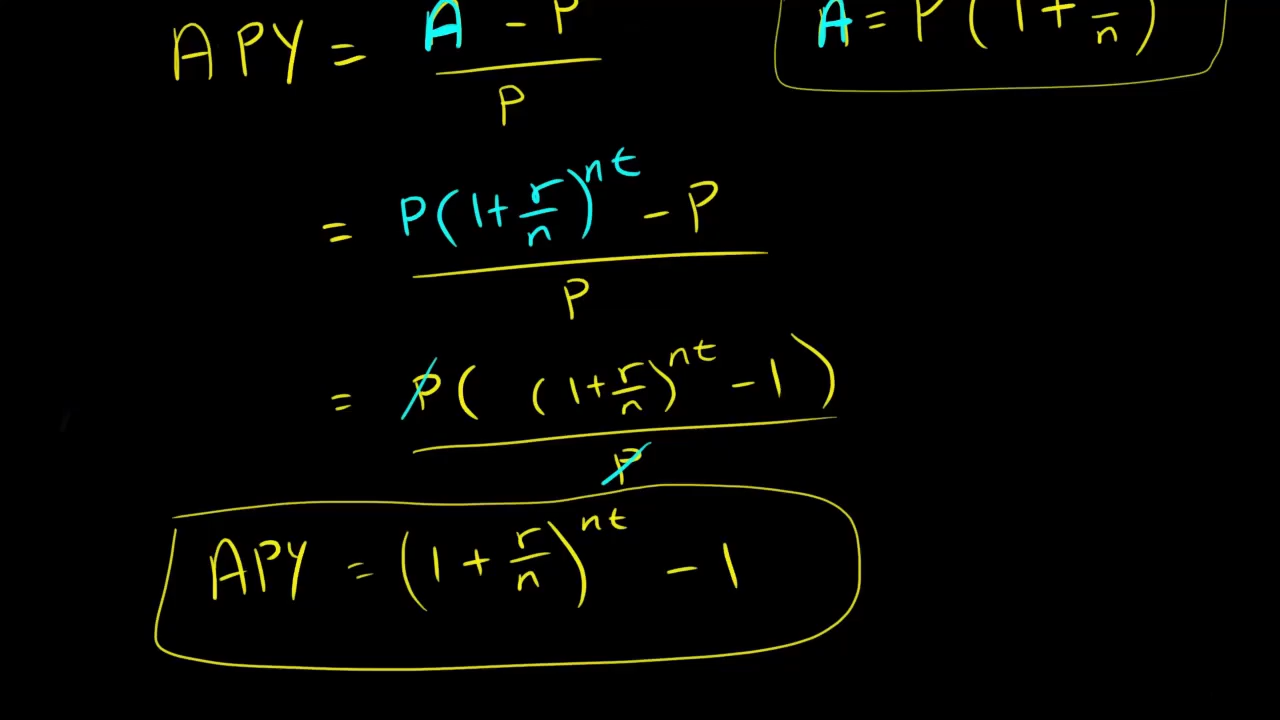 APY = (A - P)/P
A = P(1 + /n)
= (P(1+r/n)^(nt) - P)/P
= P((1+r/n)^(nt) - 1)/P
APY = (1 + r/n)^(nt) - 1